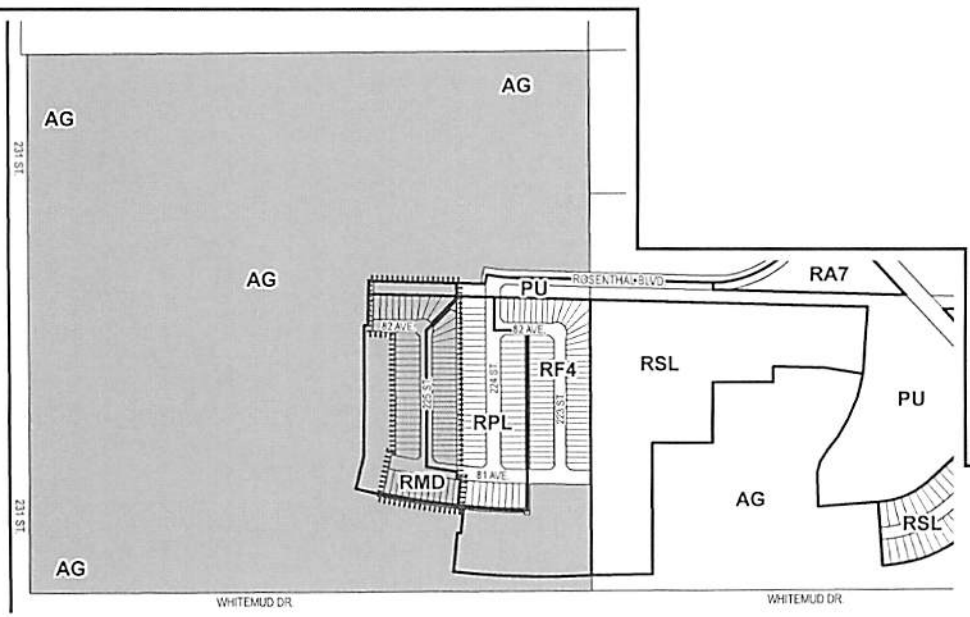 AG
AG
231 ST.
AG
RA7
ROSENTHAL BLVD
PU
82 AVE.
82 AVE.
RF4
RSL
225 ST.
224 ST.
223 ST.
PU
RPL
81 AVE.
RMD
AG
231 ST.
RSL
AG
WHITEMUD DR.
WHITEMUD DR.